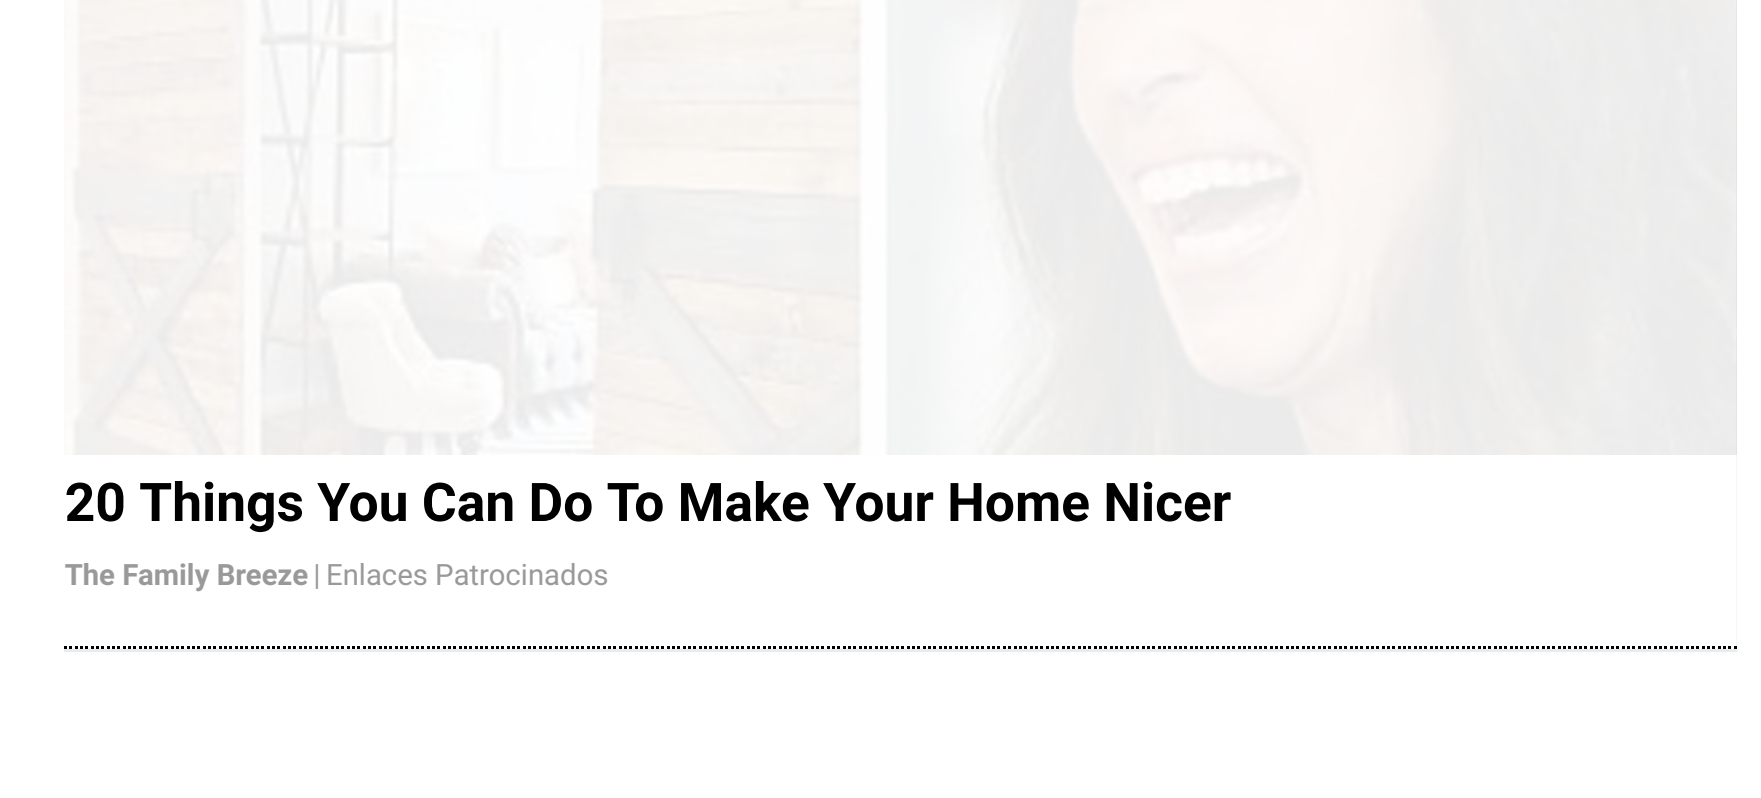 20 Things You Can Do To Make Your Home Nicer
The Family Breeze | Enlaces Patrocinados